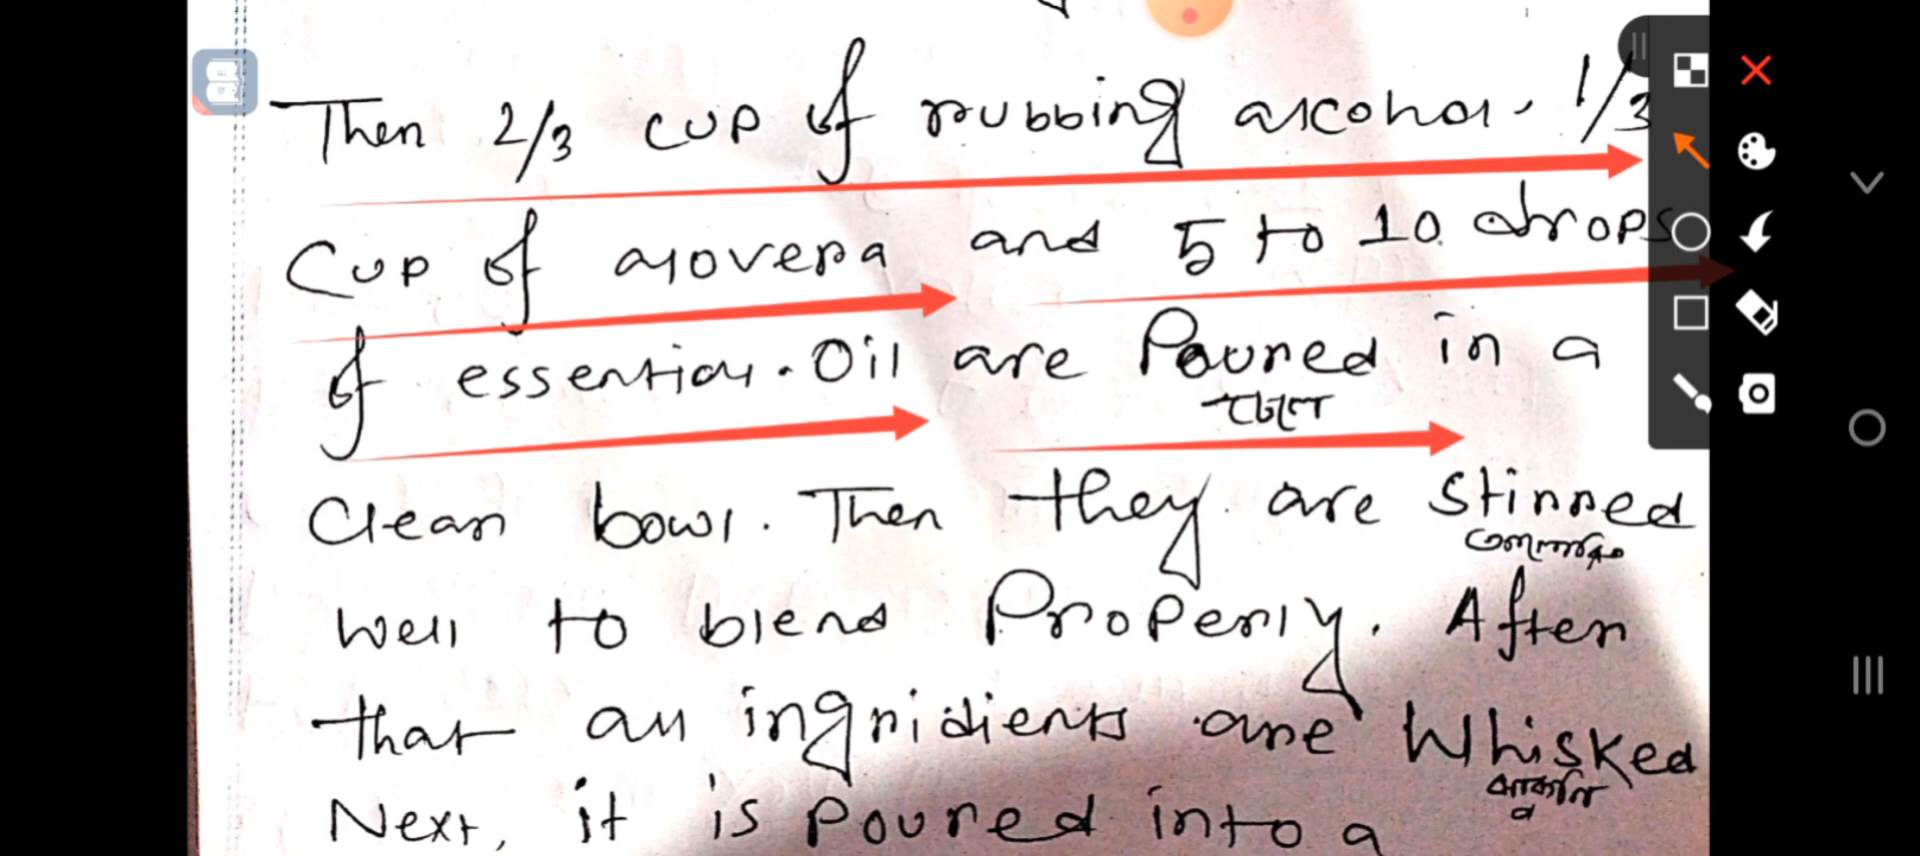 Then 2/3 cup of rubbing alcohol. 1/3
Cup of alovera and 5 to 10 drops
of essential. Oil are Poured in a
ঢালা
Clean bowl. Then they are stirred
well to blend Properly. After
that all ingridients are Whisked
Next, it is Poured into a